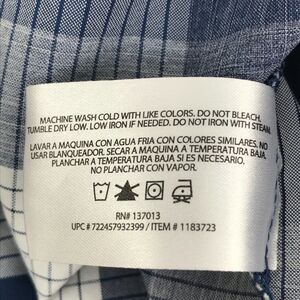 MACHINE WASH COLD WITH LIKE COLORS. DO NOT BLEACH.
TUMBLE DRY LOW. LOW IRON IF NEEDED. DO NOT IRON WITH STEAM.
LAVAR A MAQUINA CON AGUA FRIA CON COLORES SIMILARES. NO
USAR BLANQUEADOR. SECAR A MAQUINA A TEMPERATURA BAJA.
PLANCHAR A TEMPERATURA BAJA SI ES NECESARIO.
NO PLANCHAR CON VAPOR.
RN# 137013
UPC # 722457932399 / ITEM # 1183723